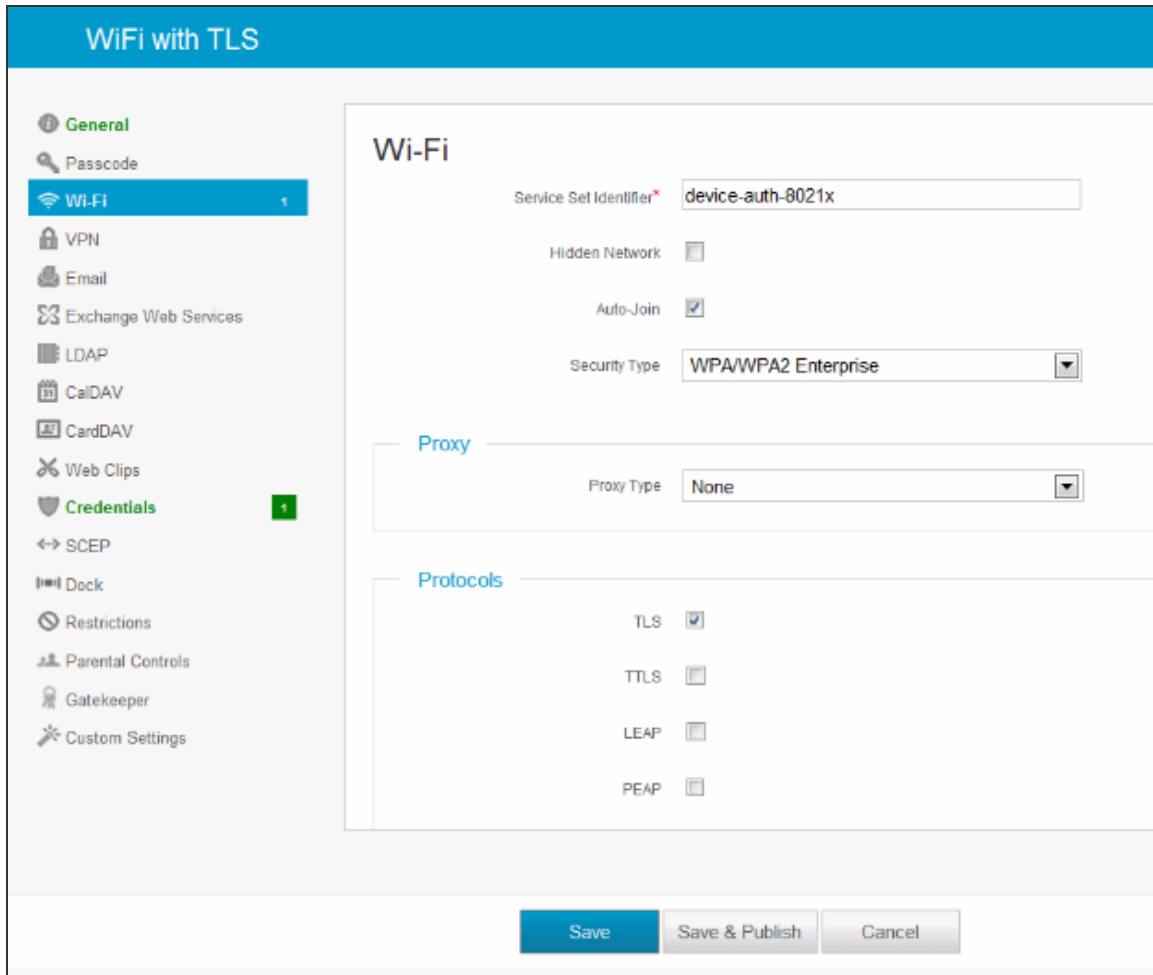 WiFi with TLS
General
Passcode
Wi-Fi 1
VPN
Email
Exchange Web Services
LDAP
CalDAV
CardDAV
Web Clips
Credentials 1
SCEP
Dock
Restrictions
Parental Controls
Gatekeeper
Custom Settings
Wi-Fi
Service Set Identifier* device-auth-8021x
Hidden Network
Auto-Join
Security Type WPA/WPA2 Enterprise
Proxy
Proxy Type None
Protocols
TLS
TTLS
LEAP
PEAP
Save Save & Publish Cancel